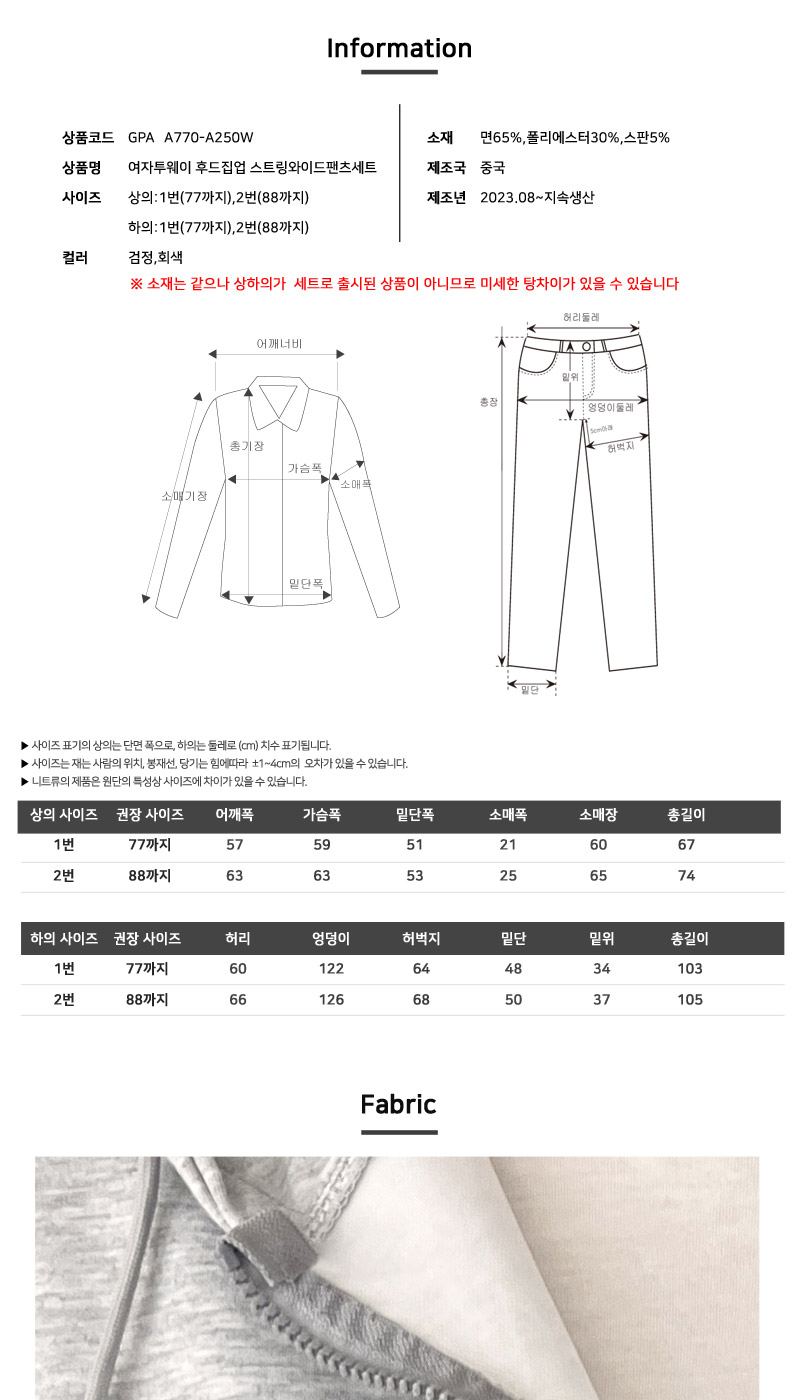 Information
상품코드 GPA A770-A250W
상품명 여자투웨이 후드집업 스트링와이드팬츠세트
사이즈 상의:1번(77까지),2번(88까지)
하의:1번(77까지),2번(88까지)
컬러 검정,회색
소재 면65%,폴리에스터30%,스판5%
제조국 중국
제조년 2023.08~지속생산
※ 소재는 같으나 상하의가 세트로 출시된 상품이 아니므로 미세한 탕차이가 있을 수 있습니다
어깨너비
총기장
가슴폭
소매기장
소매폭
밑단폭
허리둘레
총장
밑위
엉덩이둘레
5cm아래
허벅지
밑단
▶ 사이즈 표기의 상의는 단면 폭으로, 하의는 둘레로 (cm) 치수 표기됩니다.
▶ 사이즈는 재는 사람의 위치, 봉재선, 당기는 힘에따라 ±1~4cm의 오차가 있을 수 있습니다.
▶ 니트류의 제품은 원단의 특성상 사이즈에 차이가 있을 수 있습니다.
상의 사이즈 권장 사이즈 어깨폭 가슴폭 밑단폭 소매폭 소매장 총길이
1번 77까지 57 59 51 21 60 67
2번 88까지 63 63 53 25 65 74
하의 사이즈 권장 사이즈 허리 엉덩이 허벅지 밑단 밑위 총길이
1번 77까지 60 122 64 48 34 103
2번 88까지 66 126 68 50 37 105
Fabric